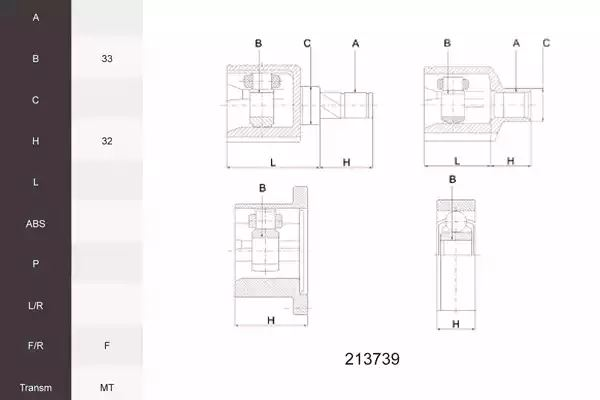 A
B 33
C
H 32
L
ABS
P
L/R
F/R F
Transm MT
B C A
L H
B A C
L H
B
H
B
H
213739